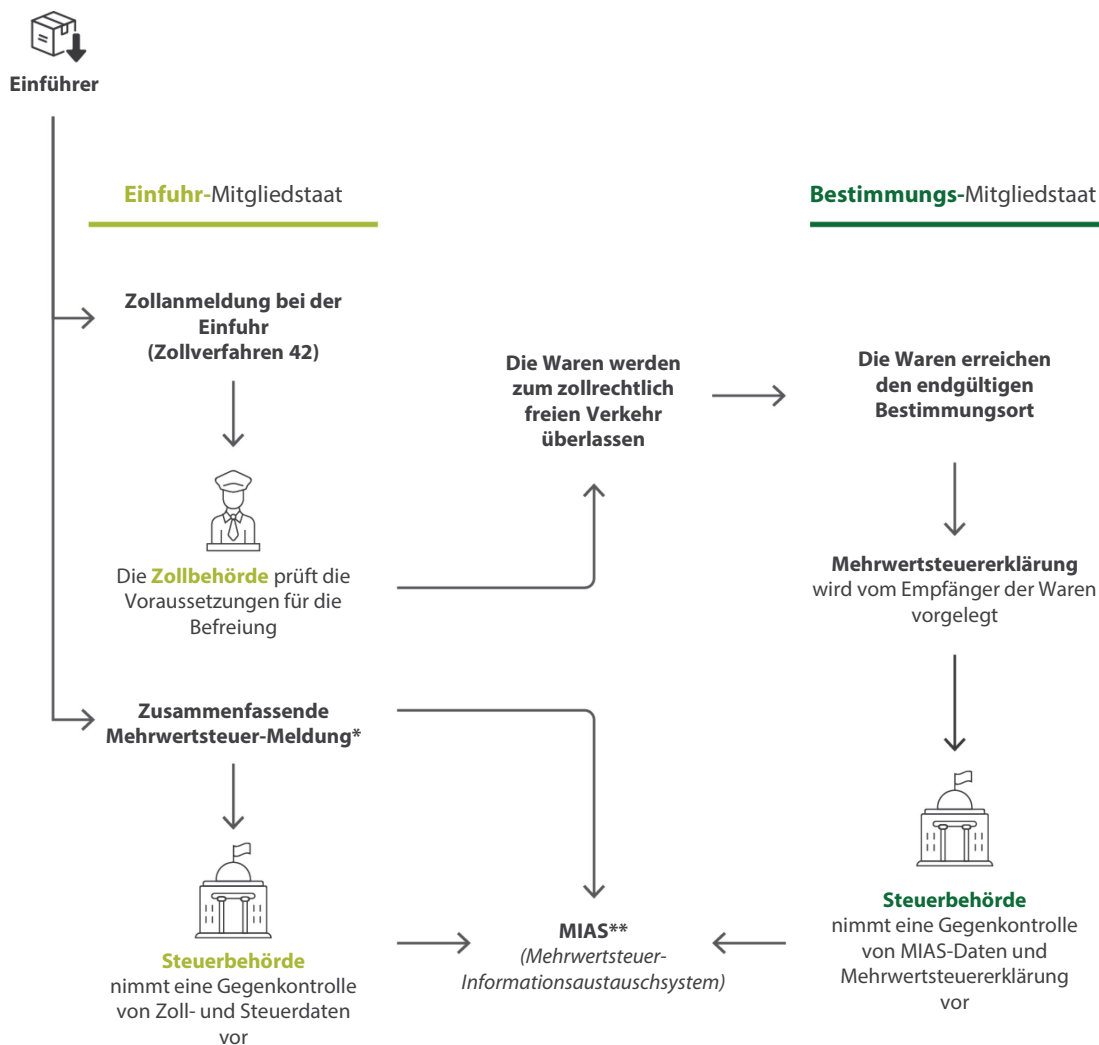 Einführer
Einfuhr-Mitgliedstaat
Bestimmungs-Mitgliedstaat
Zollanmeldung bei der
Einfuhr
(Zollverfahren 42)
Die Waren werden
zum zollrechtlich
freien Verkehr
überlassen
Die Waren erreichen
den endgültigen
Bestimmungsort
Die Zollbehörde prüft die
Voraussetzungen für die
Befreiung
Mehrwertsteuererklärung
wird vom Empfänger der Waren
vorgelegt
Zusammenfassende
Mehrwertsteuer-Meldung*
Steuerbehörde
nimmt eine Gegenkontrolle
von Zoll- und Steuerdaten
vor
MIAS**
(Mehrwertsteuer-
Informationsaustauschsystem)
Steuerbehörde
nimmt eine Gegenkontrolle
von MIAS-Daten und
Mehrwertsteuererklärung
vor